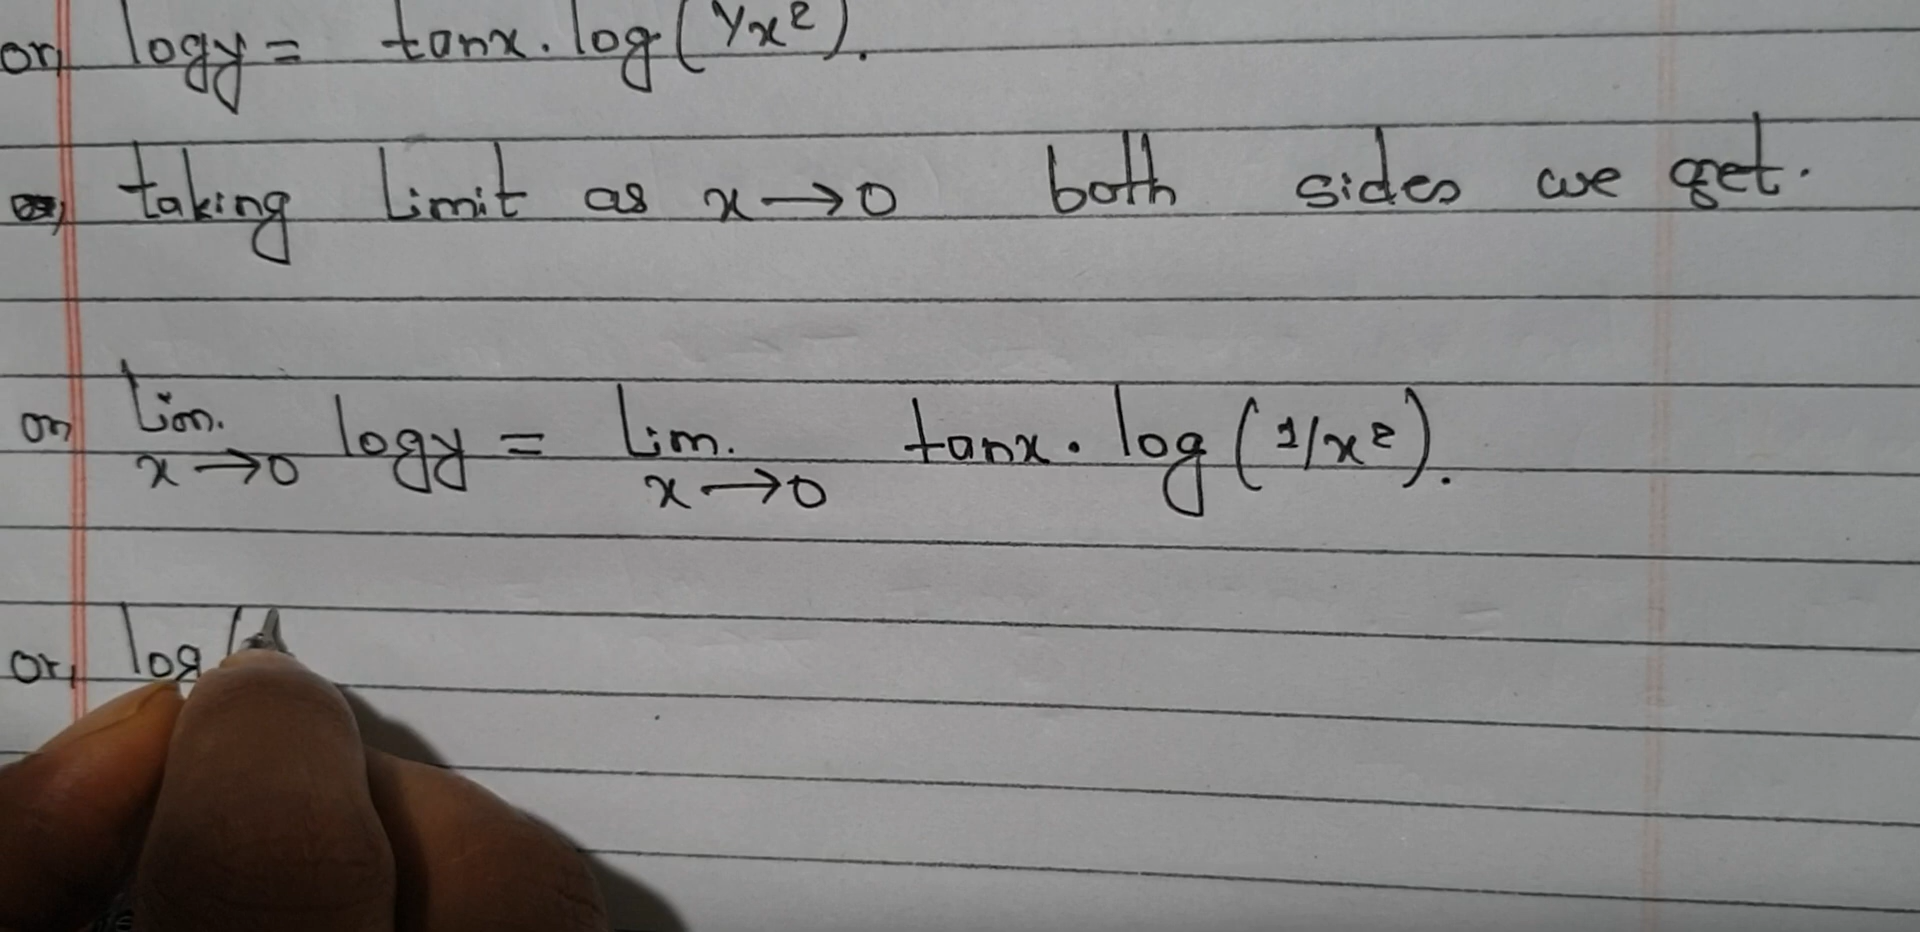 or, logy = tanx. log(1/x²).
taking Limit as x→0 both sides we get.
or Lim. x→0 logy = Lim. x→0 tanx. log(1/x²).
or, log(